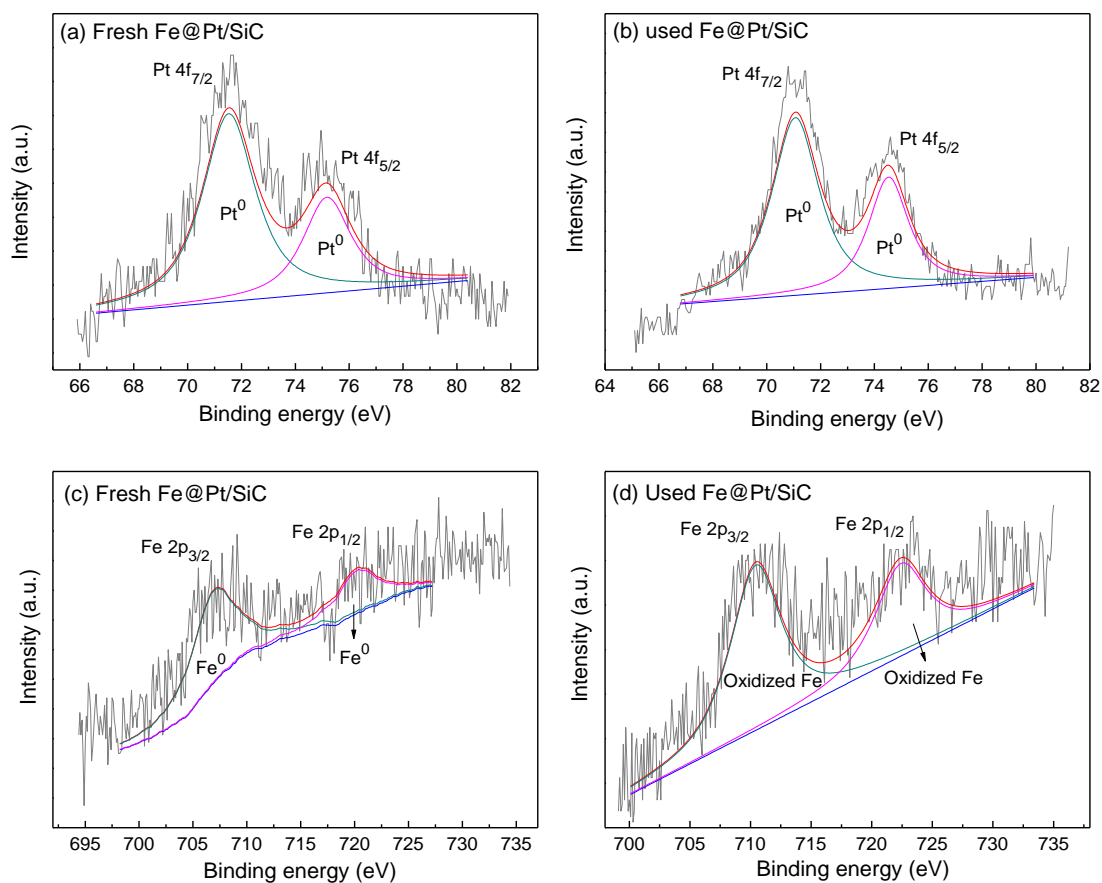 (a) Fresh Fe@Pt/SiC
Pt 4f7/2
Pt 4f5/2
Pt0
Pt0
Intensity (a.u.)
66 68 70 72 74 76 78 80 82
Binding energy (eV)
(b) used Fe@Pt/SiC
Pt 4f7/2
Pt 4f5/2
Pt0
Pt0
Intensity (a.u.)
64 66 68 70 72 74 76 78 80 82
Binding energy (eV)
(c) Fresh Fe@Pt/SiC
Fe 2p3/2
Fe 2p1/2
Fe0
Fe0
Intensity (a.u.)
695 700 705 710 715 720 725 730 735
Binding energy (eV)
(d) Used Fe@Pt/SiC
Fe 2p3/2
Fe 2p1/2
Oxidized Fe
Oxidized Fe
Intensity (a.u.)
700 705 710 715 720 725 730 735
Binding energy (eV)